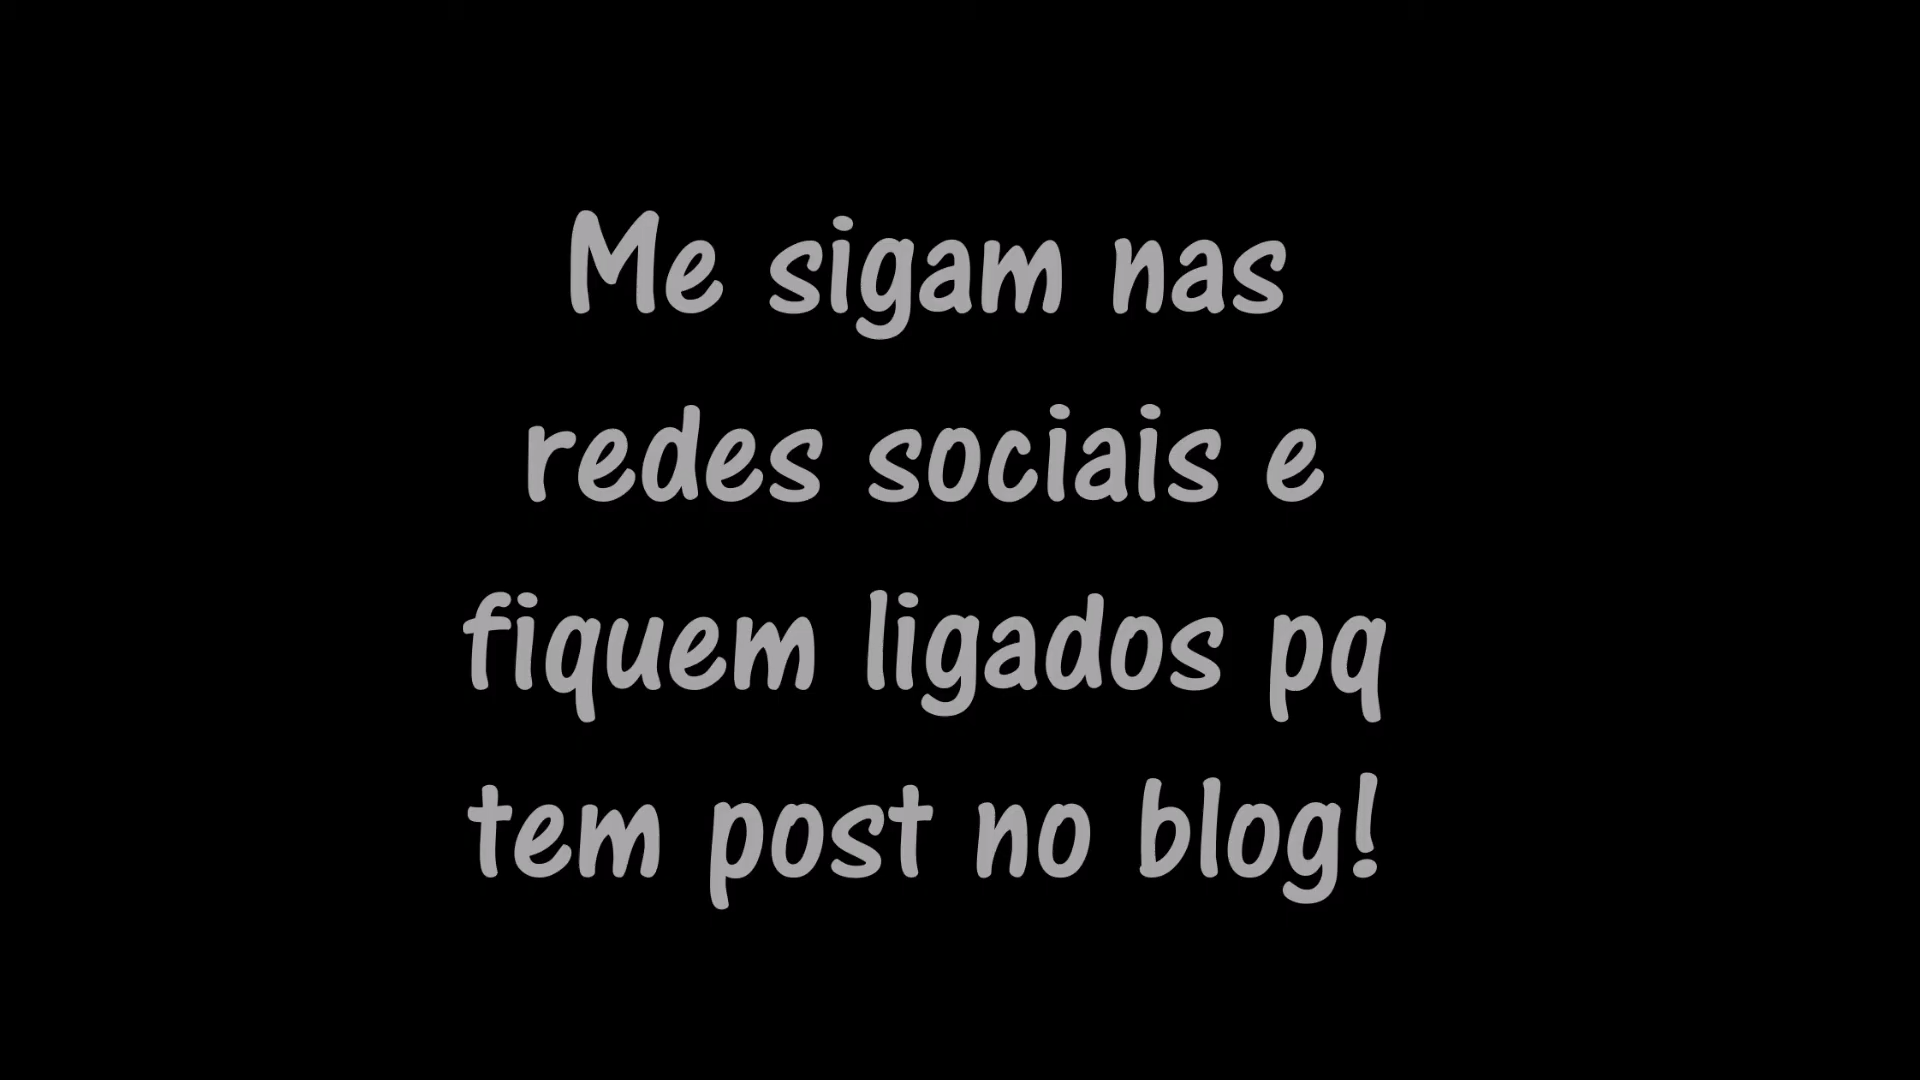 Me sigam nas
redes sociais e
fiquem ligados pq
tem post no blog!